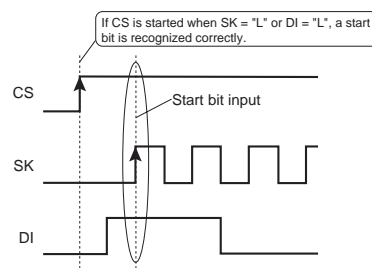 If CS is started when SK = "L" or DI = "L", a start
bit is recognized correctly.
CS
Start bit input
SK
DI